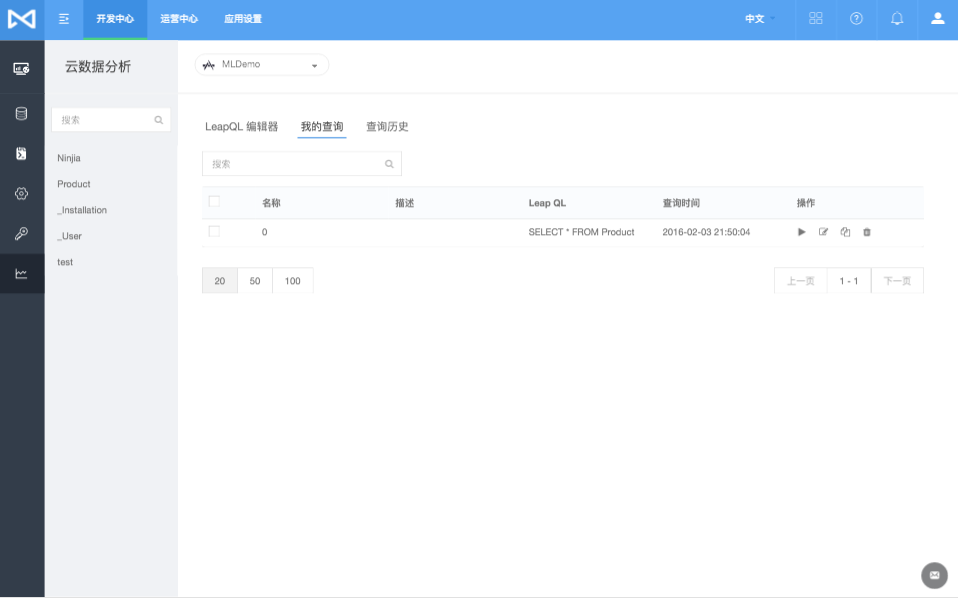 开发中心 运营中心 应用设置 中文
云数据分析
MLDemo
搜索
Ninjia
Product
_Installation
_User
test
LeapQL 编辑器 我的查询 查询历史
搜索
名称 描述 Leap QL 查询时间 操作
0 SELECT * FROM Product 2016-02-03 21:50:04
20 50 100 上一页 1 - 1 下一页